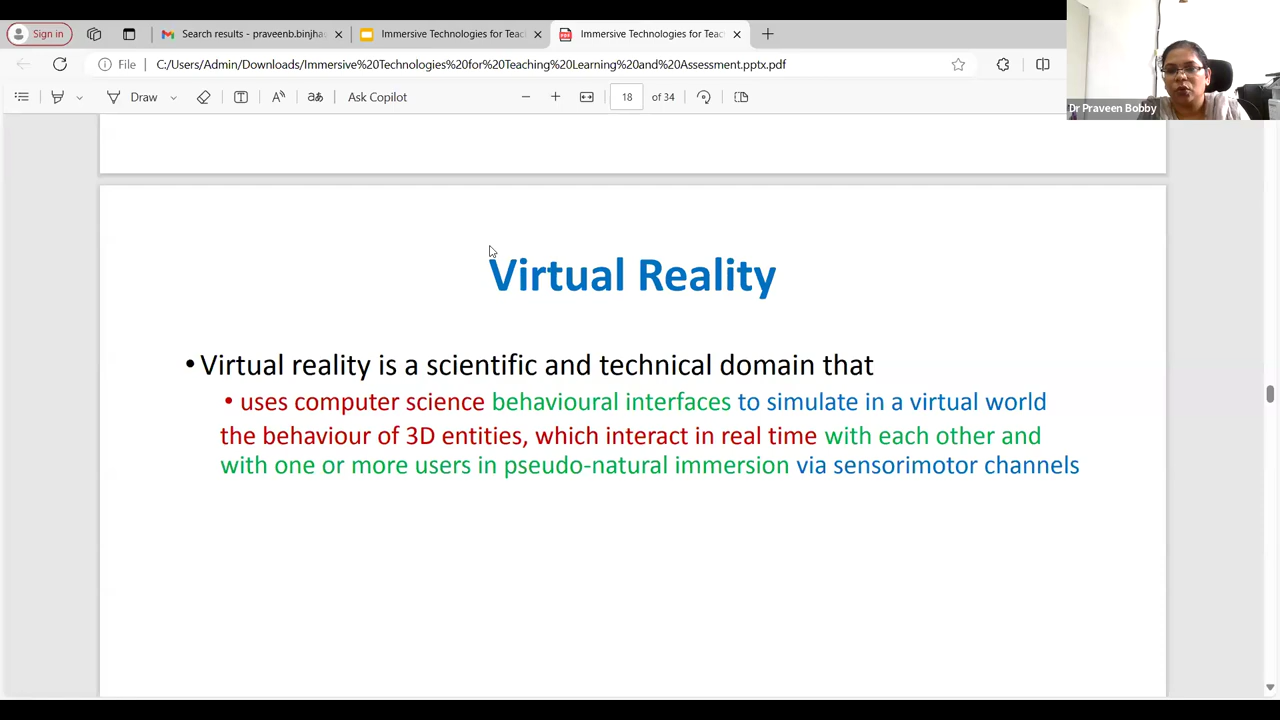 Sign in
Search results - praveenb.binjha
Immersive Technologies for Teac
Immersive Technologies for Teac
File
C:/Users/Admin/Downloads/Immersive%20Technologies%20for%20Teaching%20Learning%20and%20Assessment.pptx.pdf
Draw
Ask Copilot
18 of 34
Dr Praveen Bobby
Virtual Reality
• Virtual reality is a scientific and technical domain that
• uses computer science behavioural interfaces to simulate in a virtual world
the behaviour of 3D entities, which interact in real time with each other and
with one or more users in pseudo-natural immersion via sensorimotor channels